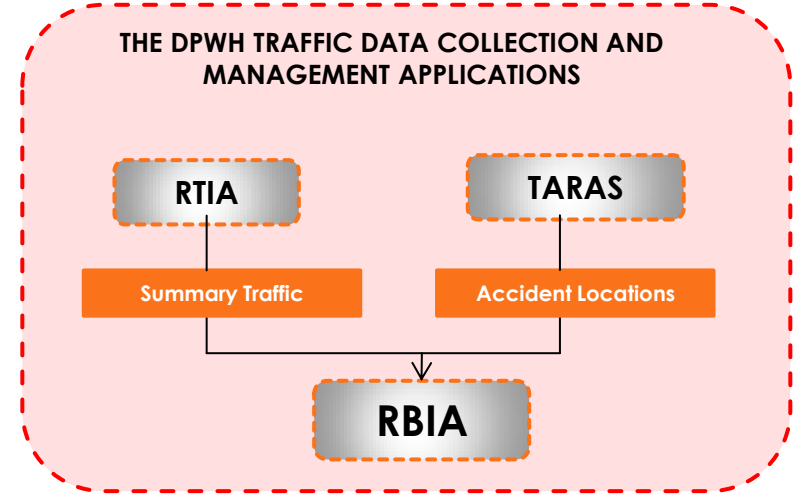 THE DPWH TRAFFIC DATA COLLECTION AND
MANAGEMENT APPLICATIONS
RTIA
TARAS
Summary Traffic
Accident Locations
RBIA